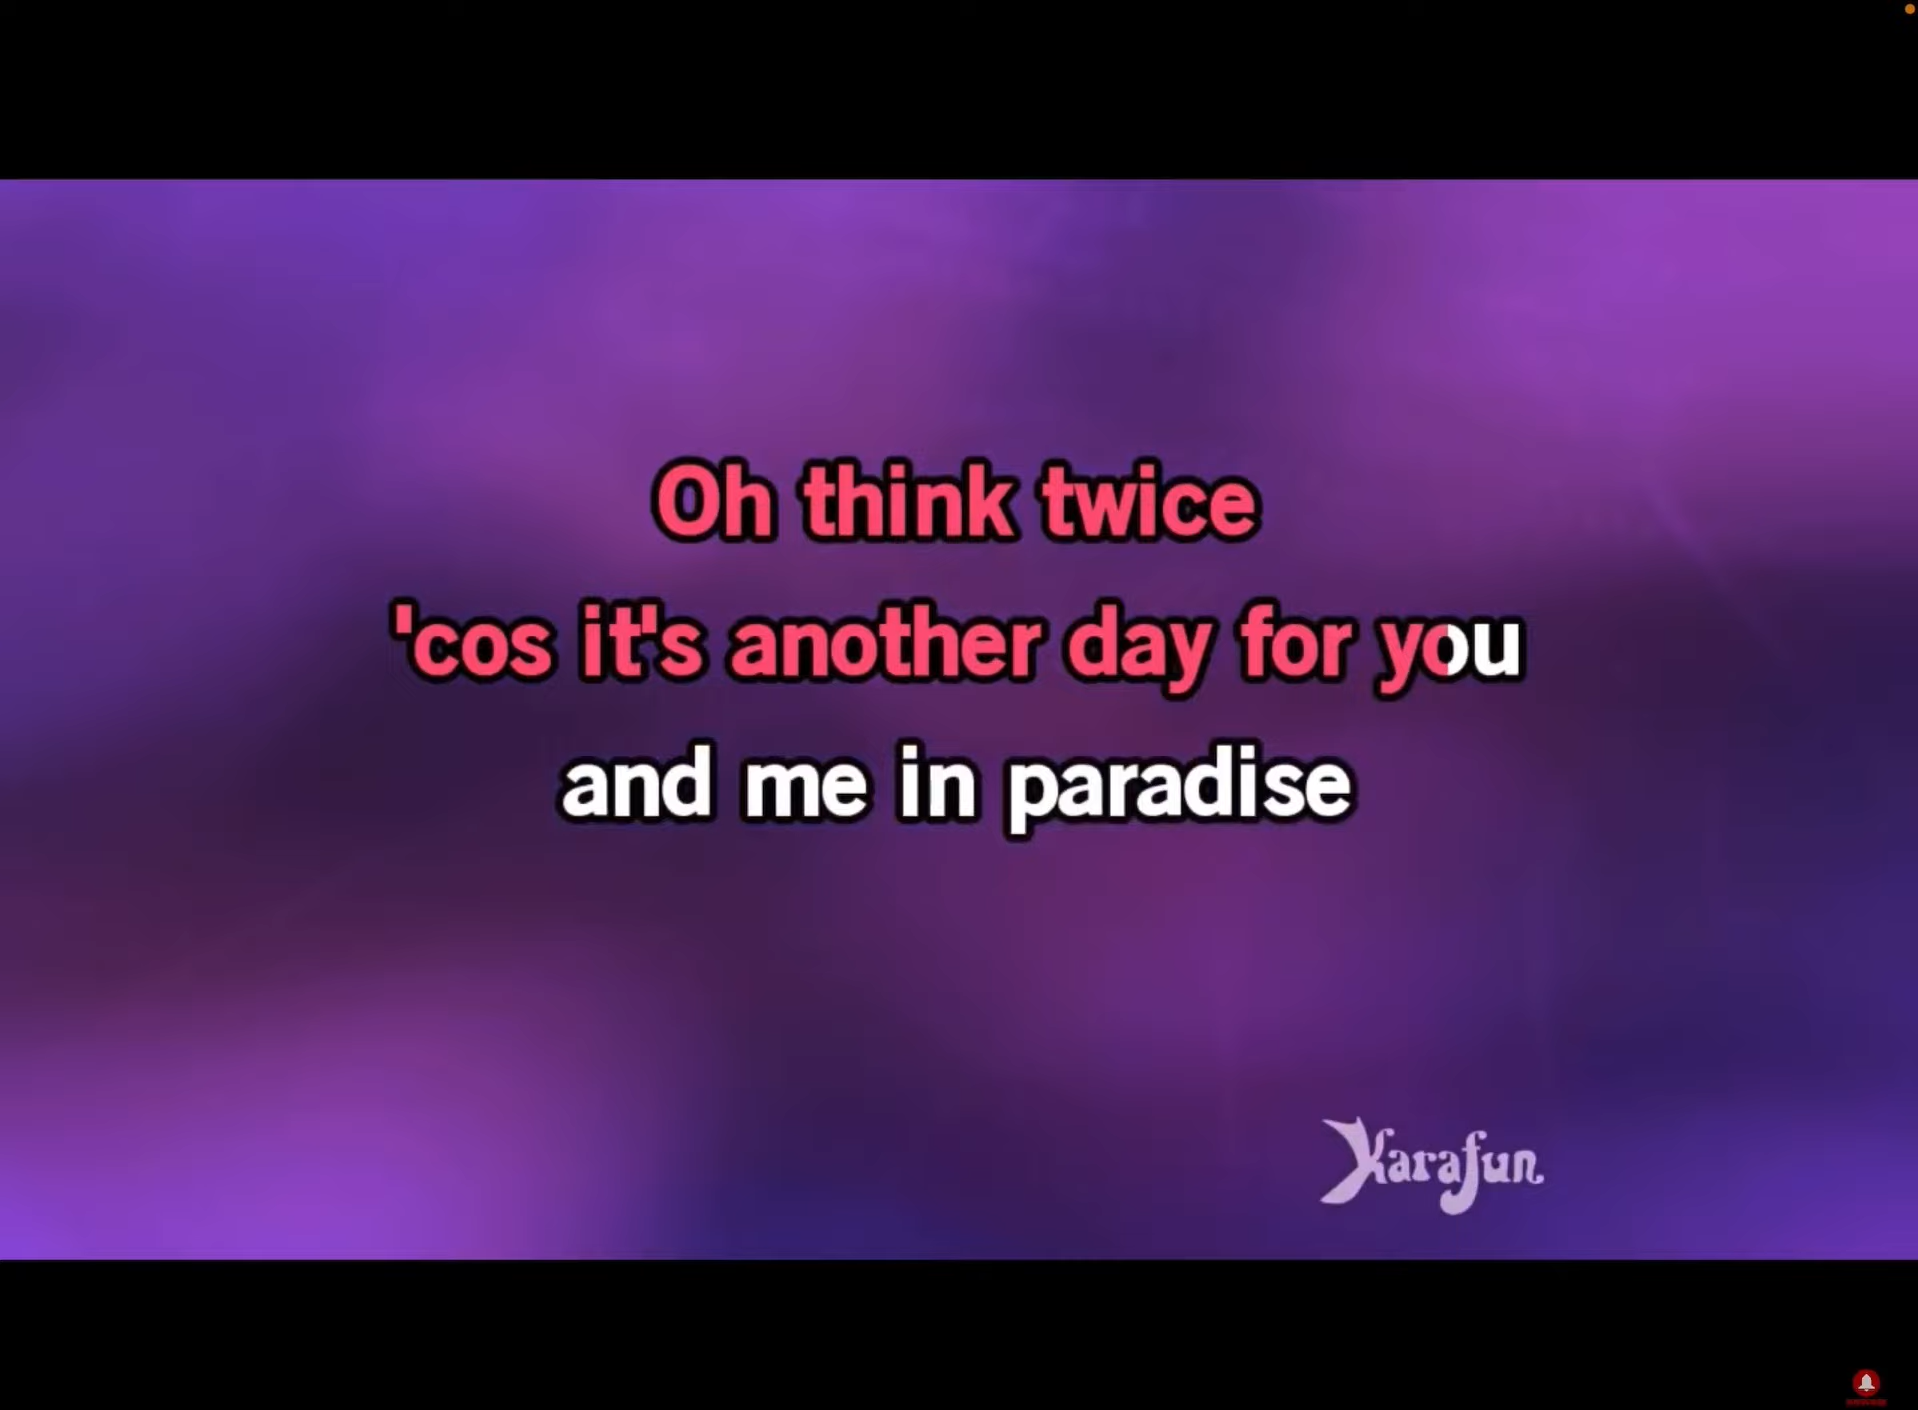 Oh think twice
'cos it's another day for you
and me in paradise
Karafun